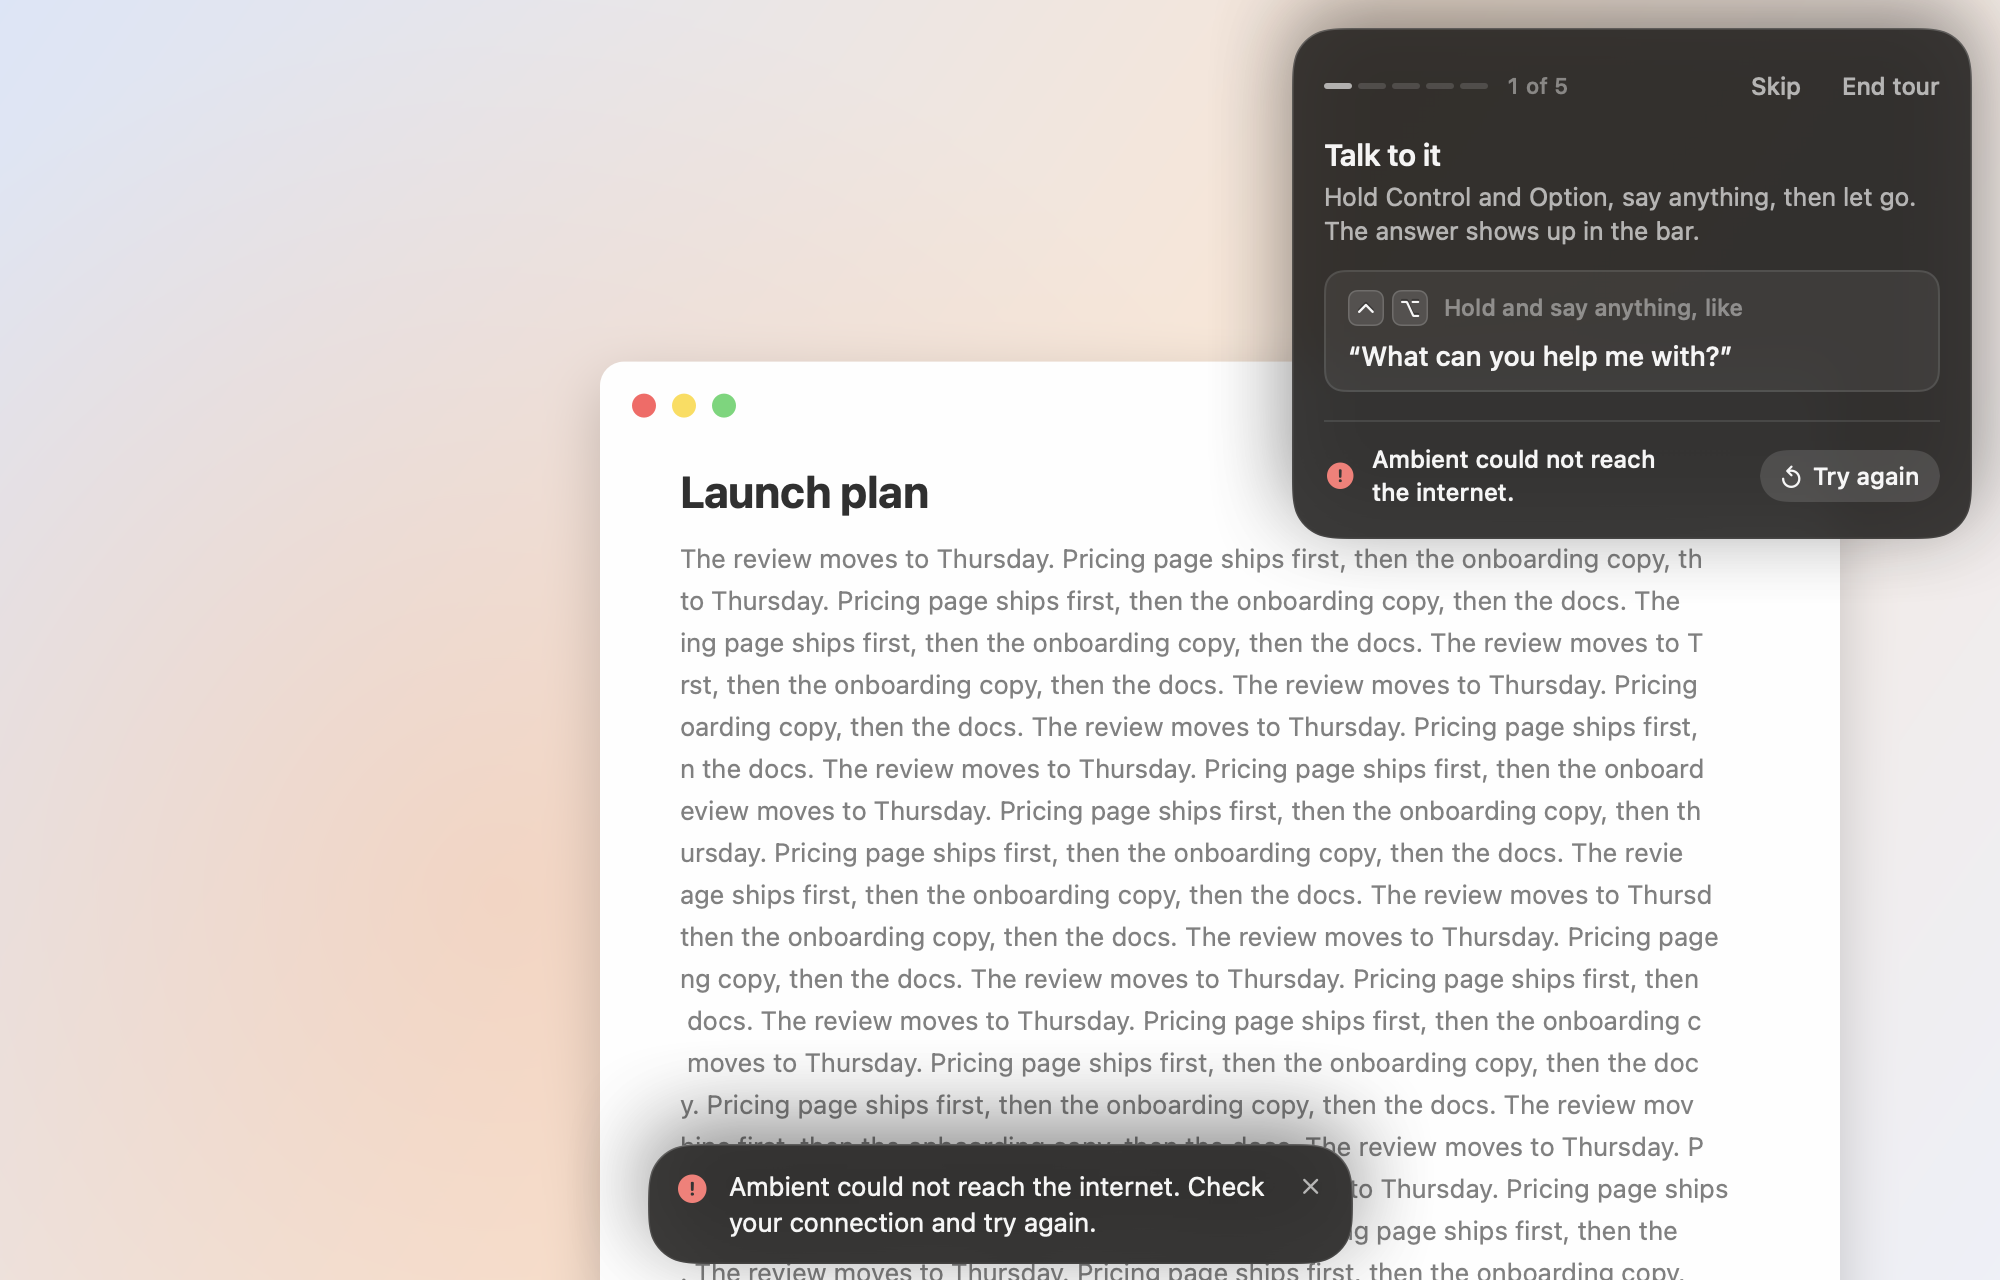 1 of 5
Skip
End tour
Talk to it
Hold Control and Option, say anything, then let go.
The answer shows up in the bar.
Hold and say anything, like
“What can you help me with?”
Ambient could not reach
the internet.
Try again
Launch plan
The review moves to Thursday. Pricing page ships first, then the onboarding copy, th
to Thursday. Pricing page ships first, then the onboarding copy, then the docs. The
ing page ships first, then the onboarding copy, then the docs. The review moves to T
rst, then the onboarding copy, then the docs. The review moves to Thursday. Pricing
oarding copy, then the docs. The review moves to Thursday. Pricing page ships first,
n the docs. The review moves to Thursday. Pricing page ships first, then the onboard
eview moves to Thursday. Pricing page ships first, then the onboarding copy, then th
ursday. Pricing page ships first, then the onboarding copy, then the docs. The revie
age ships first, then the onboarding copy, then the docs. The review moves to Thursd
then the onboarding copy, then the docs. The review moves to Thursday. Pricing page
ng copy, then the docs. The review moves to Thursday. Pricing page ships first, then
docs. The review moves to Thursday. Pricing page ships first, then the onboarding c
moves to Thursday. Pricing page ships first, then the onboarding copy, then the doc
y. Pricing page ships first, then the onboarding copy, then the docs. The review mov
hips first, then the onboarding copy, then the docs. The review moves to Thursday. P
to Thursday. Pricing page ships
g page ships first, then the
. The review moves to Thursday. Pricing page ships first, then the onboarding copy,
Ambient could not reach the internet. Check
your connection and try again.